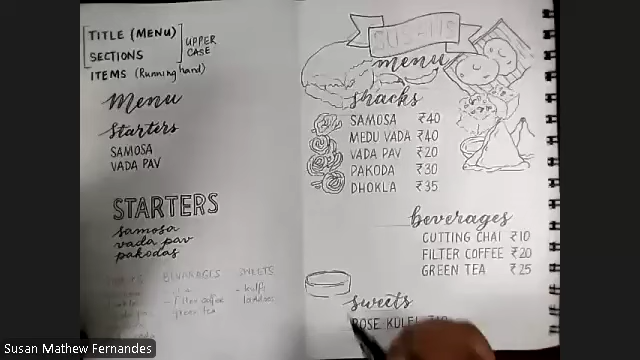 TITLE (MENU)
SECTIONS
UPPER CASE
ITEMS (Running hand)
Menu
Starters
SAMOSA
VADA PAV
STARTERS
samosa
vada pav
pakodas
BEVERAGES
- Filter coffee
green tea
SWEETS
- kulfi
SUSAN'S
menu
snacks
SAMOSA ₹40
MEDU VADA ₹40
VADA PAV ₹20
PAKODA ₹30
DHOKLA ₹35
beverages
CUTTING CHAI ₹10
FILTER COFFEE ₹20
GREEN TEA ₹25
sweets
ROSE KULFI
Susan Mathew Fernandes